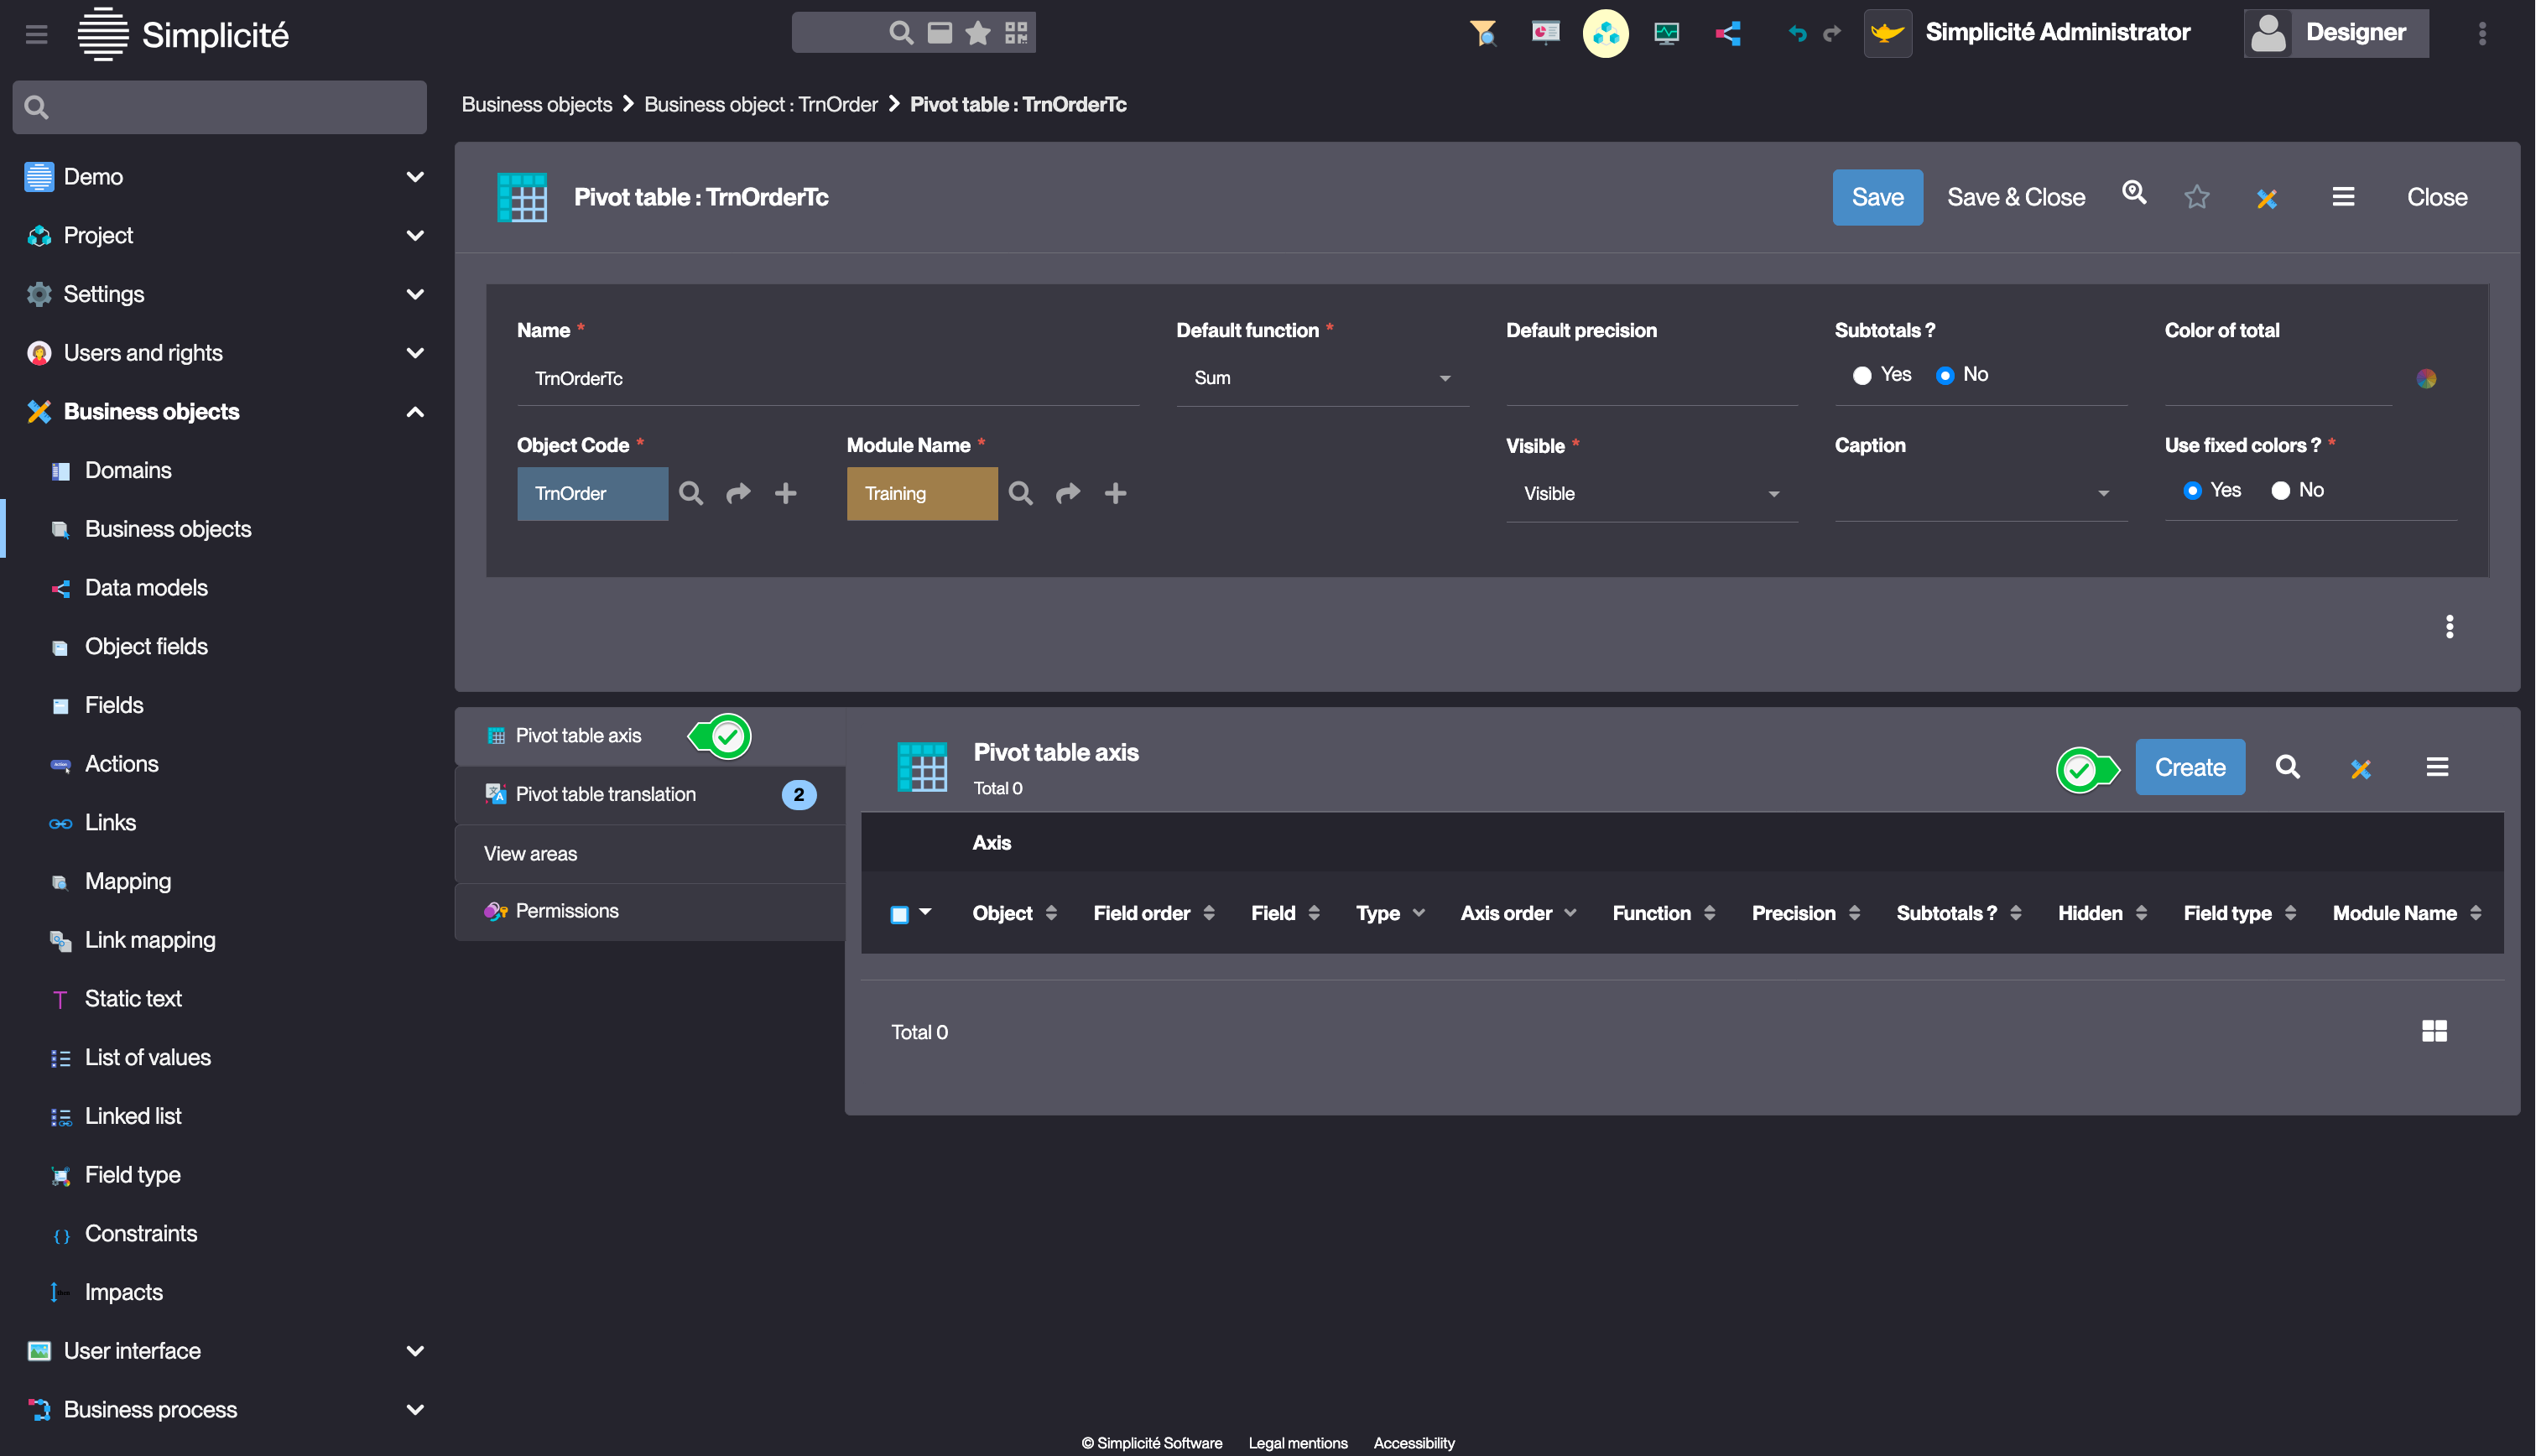 Simplicité
Simplicité Administrator
Designer
Business objects
Business object : TrnOrder
Pivot table : TrnOrderTc
Demo
Project
Settings
Users and rights
Business objects
Domains
Business objects
Data models
Object fields
Fields
Actions
Links
Mapping
Link mapping
Static text
List of values
Linked list
Field type
Constraints
Impacts
User interface
Business process
Pivot table : TrnOrderTc
Save
Save & Close
Close
Name *
Default function *
Default precision
Subtotals ?
Color of total
TrnOrderTc
Sum
Yes
No
Object Code *
Module Name *
Visible *
Caption
Use fixed colors ? *
TrnOrder
Training
Visible
Yes
No
Pivot table axis
Pivot table translation
2
View areas
Permissions
Pivot table axis
Total 0
Create
Axis
Object
Field order
Field
Type
Axis order
Function
Precision
Subtotals ?
Hidden
Field type
Module Name
Total 0
© Simplicité Software
Legal mentions
Accessibility